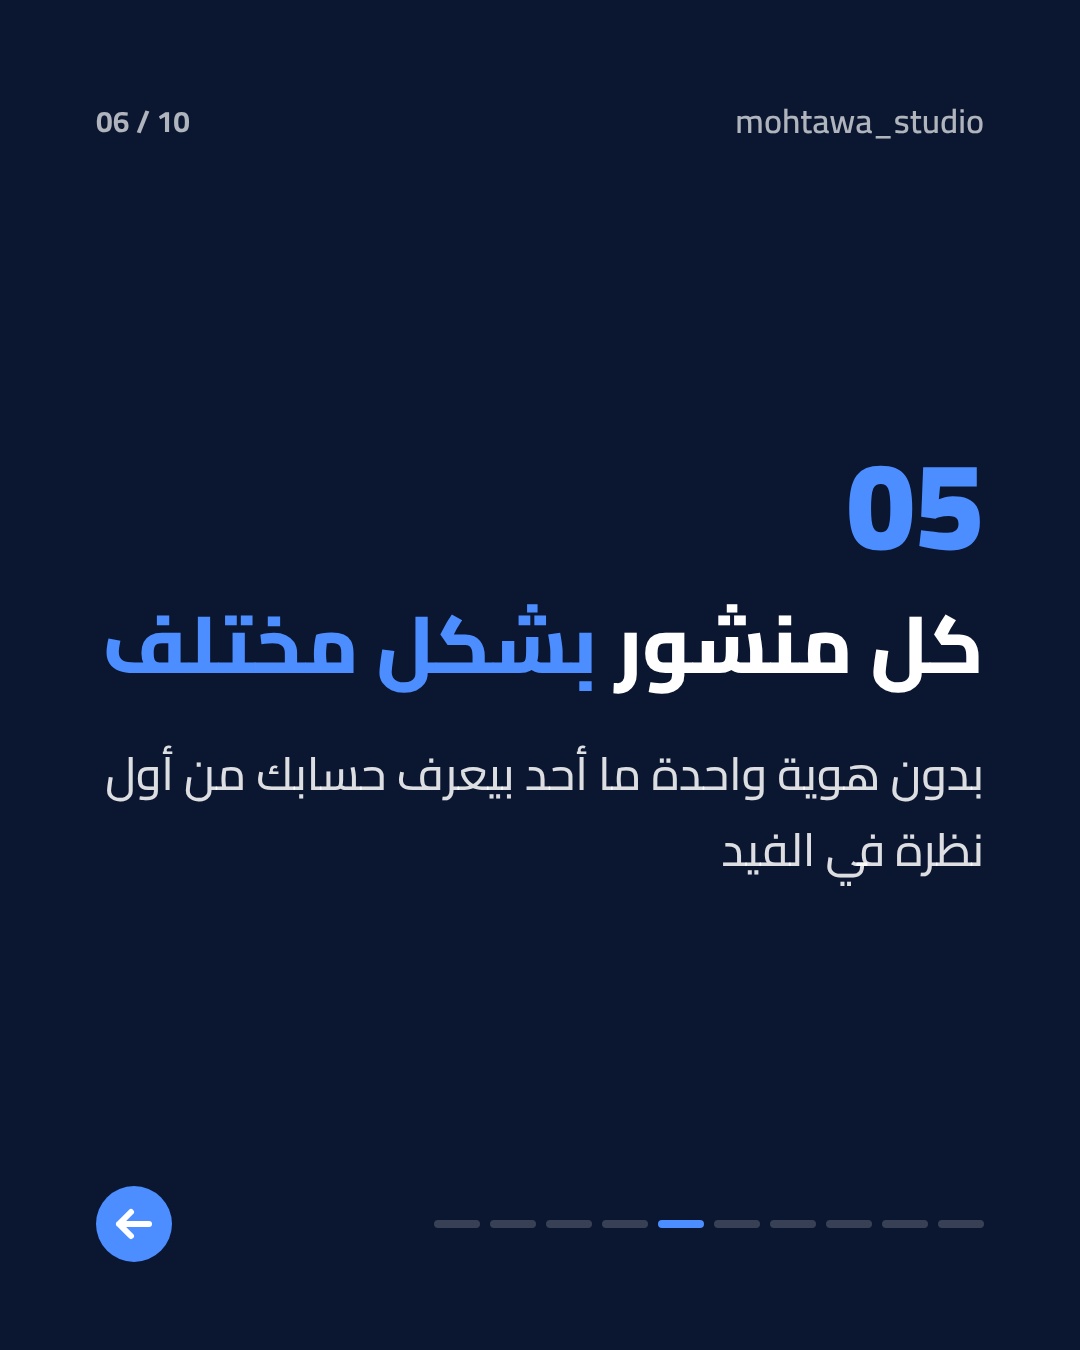 mohtawa_studio
06 / 10
05
كل منشور بشكل مختلف
بدون هوية واحدة ما أحد بيعرف حسابك من أول
نظرة في الفيد